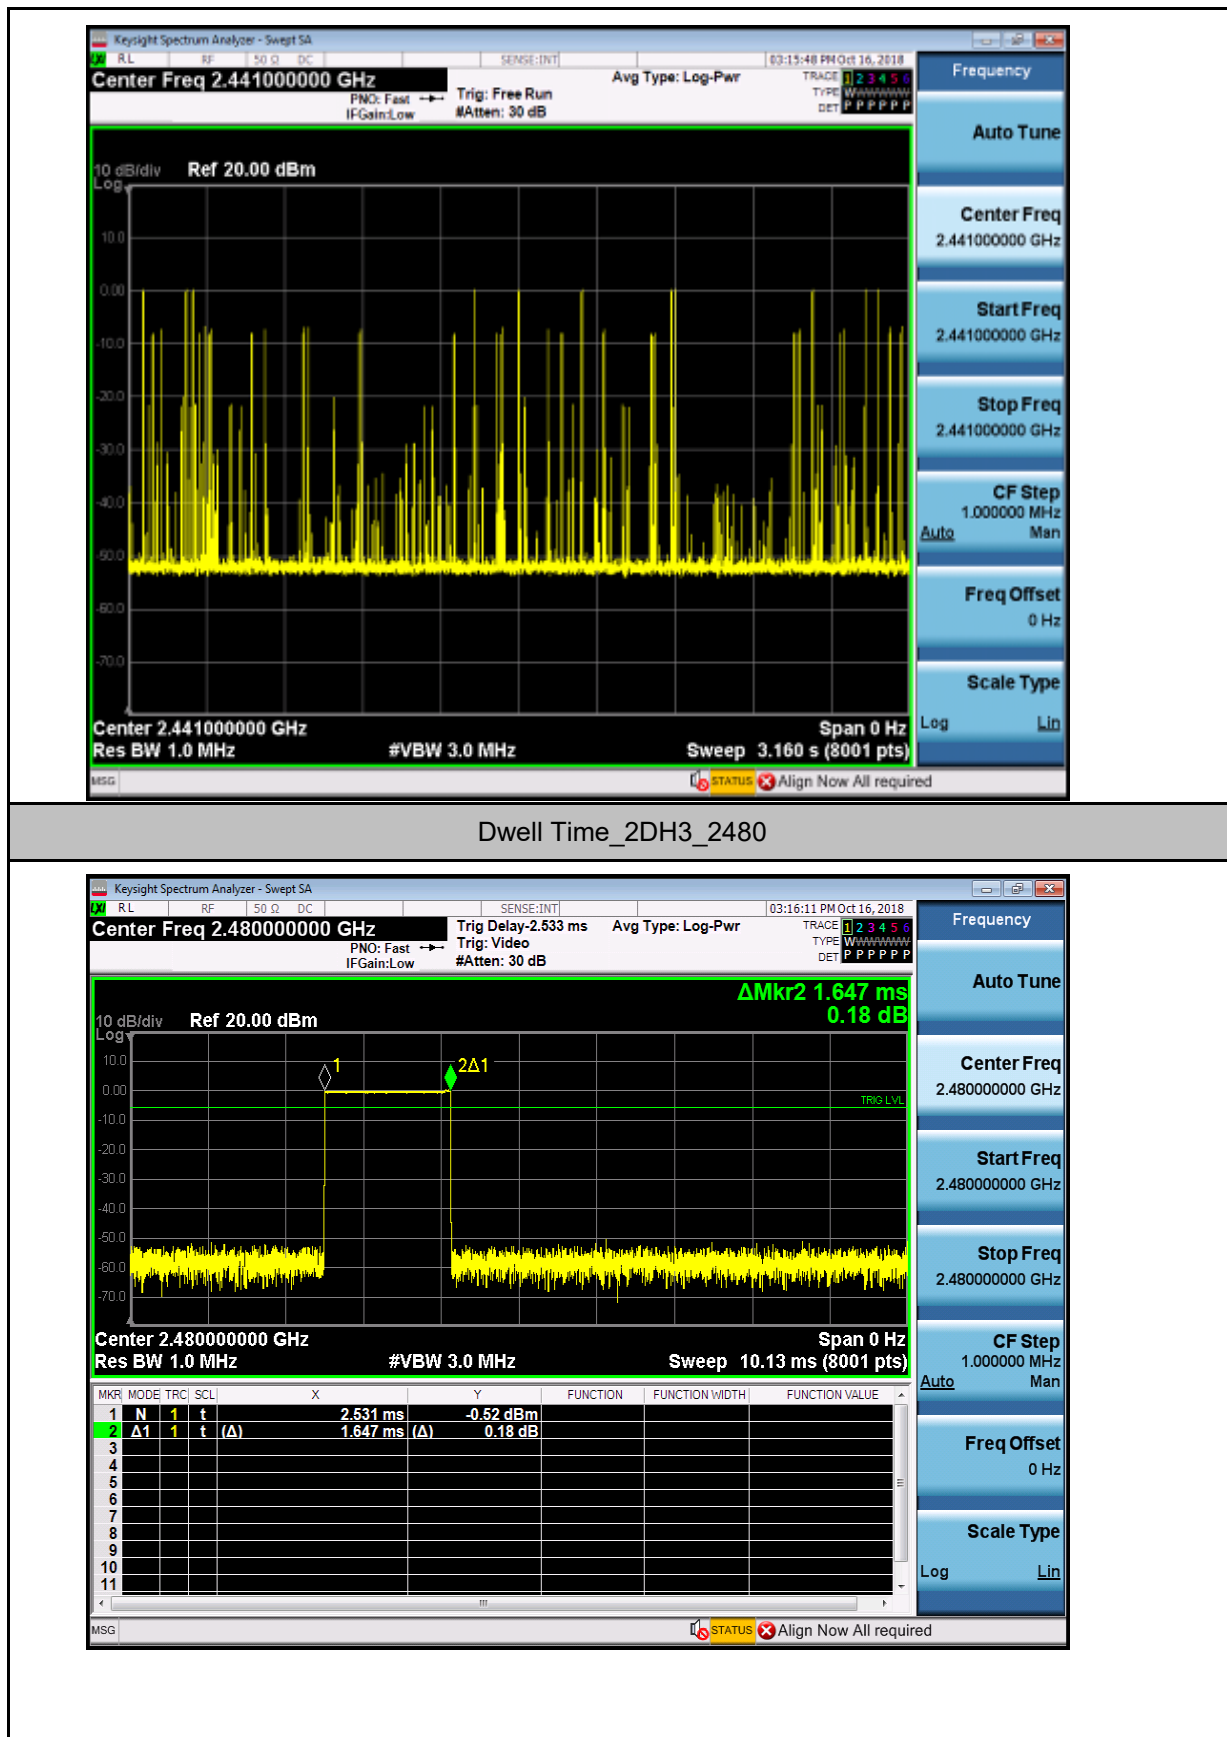 Keysight Spectrum Analyzer - Swept SA
LXI RL RF 50 Ω DC SENSE:INT 03:15:48 PM Oct 16, 2018
Center Freq 2.441000000 GHz
PNO: Fast
IFGain:Low
Trig: Free Run
#Atten: 30 dB
Avg Type: Log-Pwr
TRACE 1 2 3 4 5 6
TYPE WWWWWW
DET P P P P P P
10 dB/div Ref 20.00 dBm
Log
10.0
0.00
-10.0
-20.0
-30.0
-40.0
-50.0
-60.0
-70.0
Center 2.441000000 GHz Span 0 Hz
Res BW 1.0 MHz #VBW 3.0 MHz Sweep 3.160 s (8001 pts)
MSG STATUS Align Now All required
Frequency
Auto Tune
Center Freq
2.441000000 GHz
Start Freq
2.441000000 GHz
Stop Freq
2.441000000 GHz
CF Step
1.000000 MHz
Auto Man
Freq Offset
0 Hz
Scale Type
Log Lin
Dwell Time_2DH3_2480
Keysight Spectrum Analyzer - Swept SA
LXI RL RF 50 Ω DC SENSE:INT 03:16:11 PM Oct 16, 2018
Center Freq 2.480000000 GHz
PNO: Fast
IFGain:Low
Trig Delay-2.533 ms
Trig: Video
#Atten: 30 dB
Avg Type: Log-Pwr
TRACE 1 2 3 4 5 6
TYPE WWWWWW
DET P P P P P P
ΔMkr2 1.647 ms
0.18 dB
10 dB/div Ref 20.00 dBm
Log
1
2Δ1
TRIG LVL
10.0
0.00
-10.0
-20.0
-30.0
-40.0
-50.0
-60.0
-70.0
Center 2.480000000 GHz Span 0 Hz
Res BW 1.0 MHz #VBW 3.0 MHz Sweep 10.13 ms (8001 pts)
MKR MODE TRC SCL X Y FUNCTION FUNCTION WIDTH FUNCTION VALUE
1 N 1 t 2.531 ms -0.52 dBm
2 Δ1 1 t (Δ) 1.647 ms (Δ) 0.18 dB
3
4
5
6
7
8
9
10
11
MSG STATUS Align Now All required
Frequency
Auto Tune
Center Freq
2.480000000 GHz
Start Freq
2.480000000 GHz
Stop Freq
2.480000000 GHz
CF Step
1.000000 MHz
Auto Man
Freq Offset
0 Hz
Scale Type
Log Lin